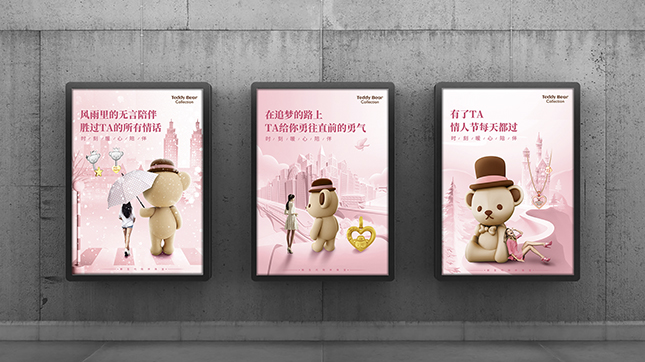 Teddy Bear
Collection
风雨里的无言陪伴
胜过TA的所有情话
时刻暖心陪伴
Teddy Bear
Collection
在追梦的路上
TA给你勇往直前的勇气
时刻暖心陪伴
Teddy Bear
Collection
有了TA
情人节每天都过
时刻暖心陪伴